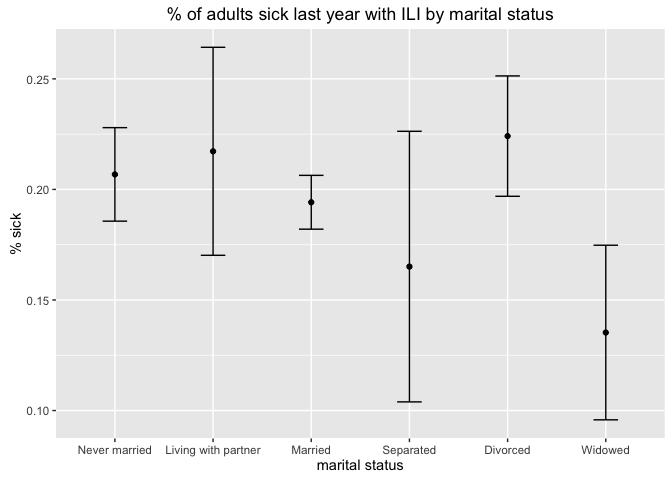 % of adults sick last year with ILI by marital status
% sick
0.25
0.20
0.15
0.10
Never married
Living with partner
Married
Separated
Divorced
Widowed
marital status